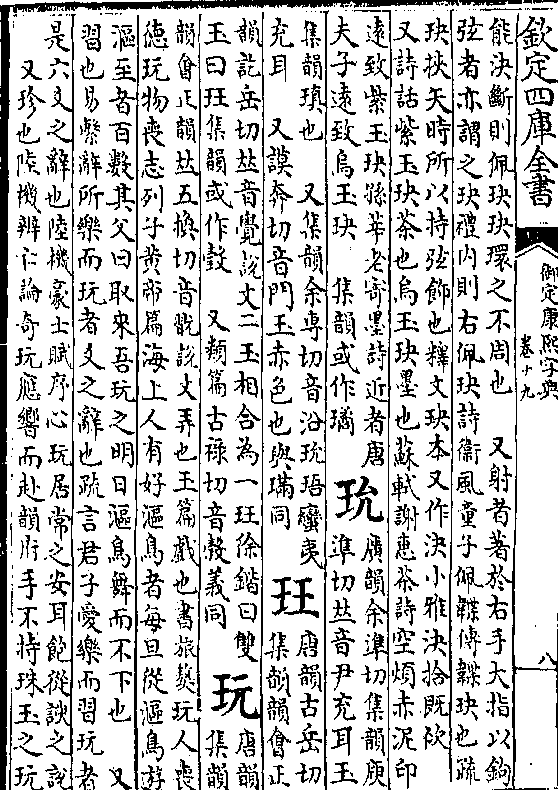 欽定四庫全書
御定康熙字典
卷十九
八
能決斷則佩玦玦環之不周也　又射者著於右手大指以鉤
弦者亦謂之玦禮內則右佩玦詩衞風童子佩韘傳韘玦也疏
玦挾矢時所以持弦飾也釋文玦本又作決小雅決拾既佽
又詩詁紫玉玦茶也烏玉玦墨也蘇軾謝惠茶詩空煩赤泥印
遠致紫玉玦孫莘老寄墨詩近者唐
夫子遠致烏玉玦　集韻或作璚
玧
廣韻余準切集韻庾
準切𠀤音尹充耳玉
集韻瑱也　又集韻余專切音沿玧珸蠻夷
充耳　又謨奔切音門玉赤色也與璊同
玨
唐韻古岳切
集韻韻會正
韻訖岳切𠀤音覺說文二玉相合為一玨徐鍇曰雙
玉曰玨集韻或作瑴　又類篇古祿切音瑴義同
玩
唐韻
集韻
韻會正韻𠀤五換切音翫說文弄也玉篇戲也書旅獒玩人喪
德玩物喪志列子黃帝篇海上人有好漚鳥者每旦從漚鳥游
漚至者百數其父曰取來吾玩之明日漚鳥舞而不下也　又
習也易繫辭所樂而玩者爻之辭也疏言君子愛樂而習玩者
是六爻之辭也陸機豪士賦序心玩居常之安耳飽從諛之說
又珍也陸機辨亡論奇玩應響而赴韻府手不持珠玉之玩